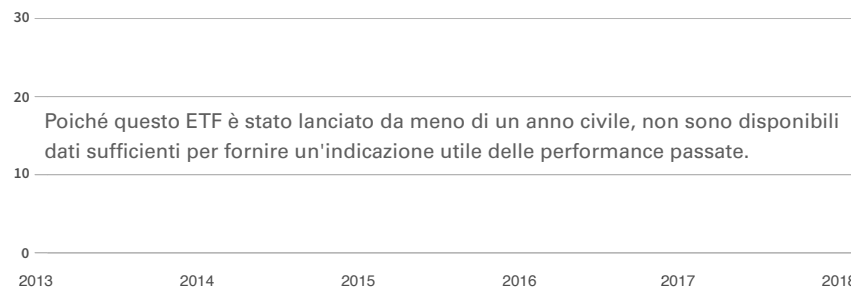 30
20
Poiché questo ETF è stato lanciato da meno di un anno civile, non sono disponibili
dati sufficienti per fornire un'indicazione utile delle performance passate.
10
0
2013 2014 2015 2016 2017 2018